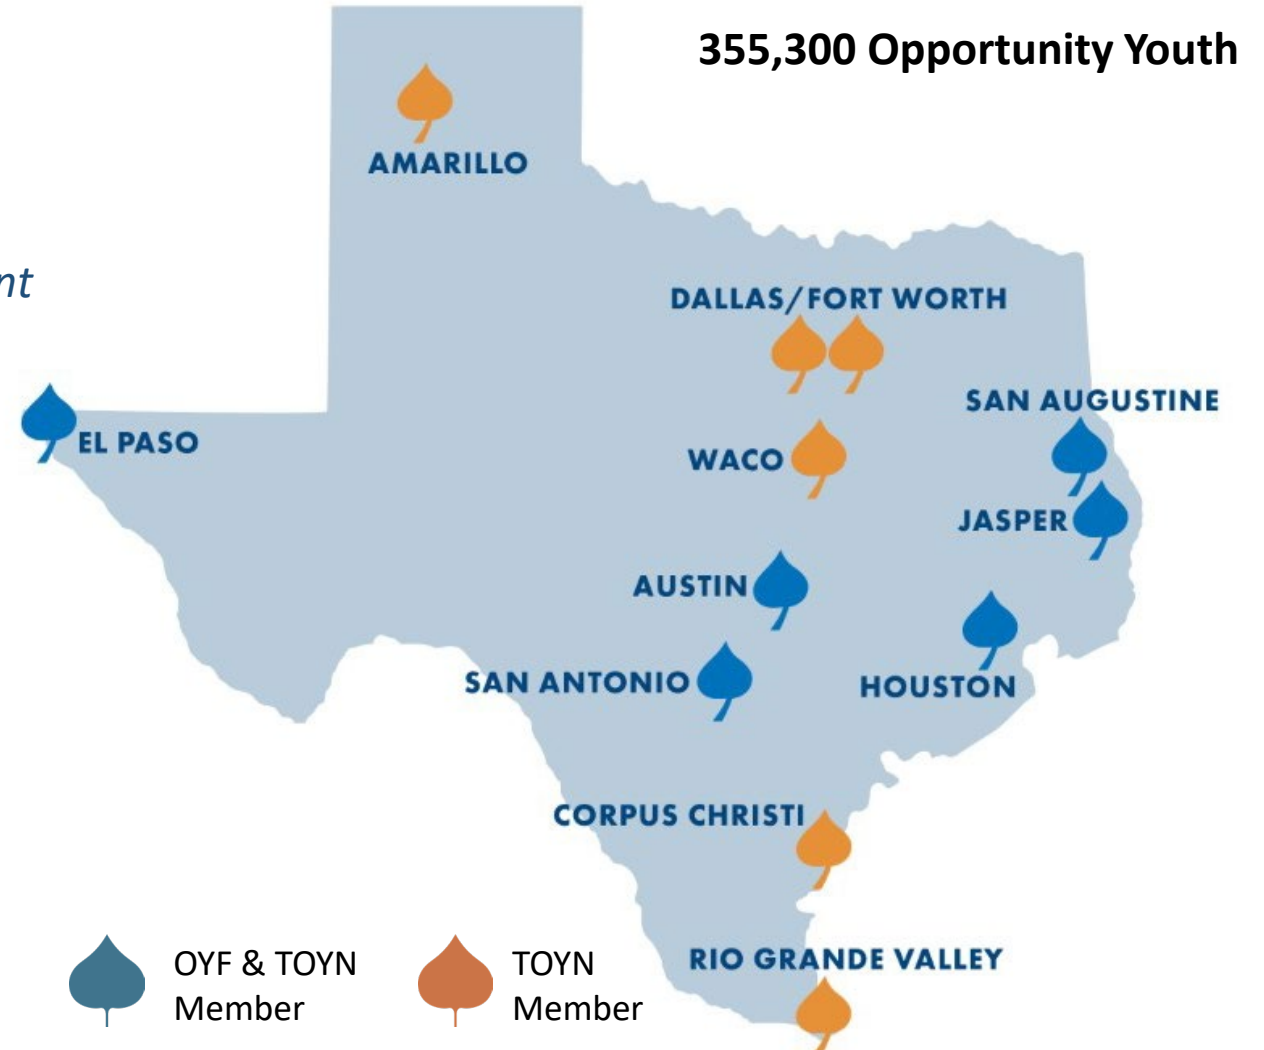 355,300 Opportunity Youth
AMARILLO
nt
DALLAS/FORT WORTH
SAN AUGUSTINE
EL PASO
WACO
JASPER
AUSTIN
SAN ANTONIO
HOUSTON
CORPUS CHRISTI
RIO GRANDE VALLEY
OYF & TOYN
Member
TOYN
Member